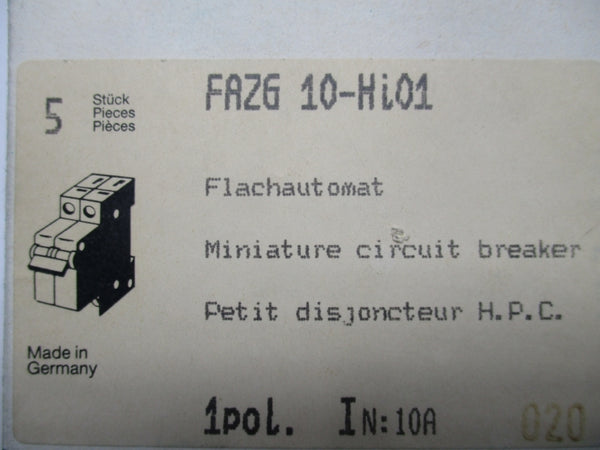 5
Stück
Pieces
Pièces
FAZG 10-Hi01
Flachautomat
Miniature circuit breaker
Petit disjoncteur H.P.C.
Made in
Germany
1pol. IN:10A
020